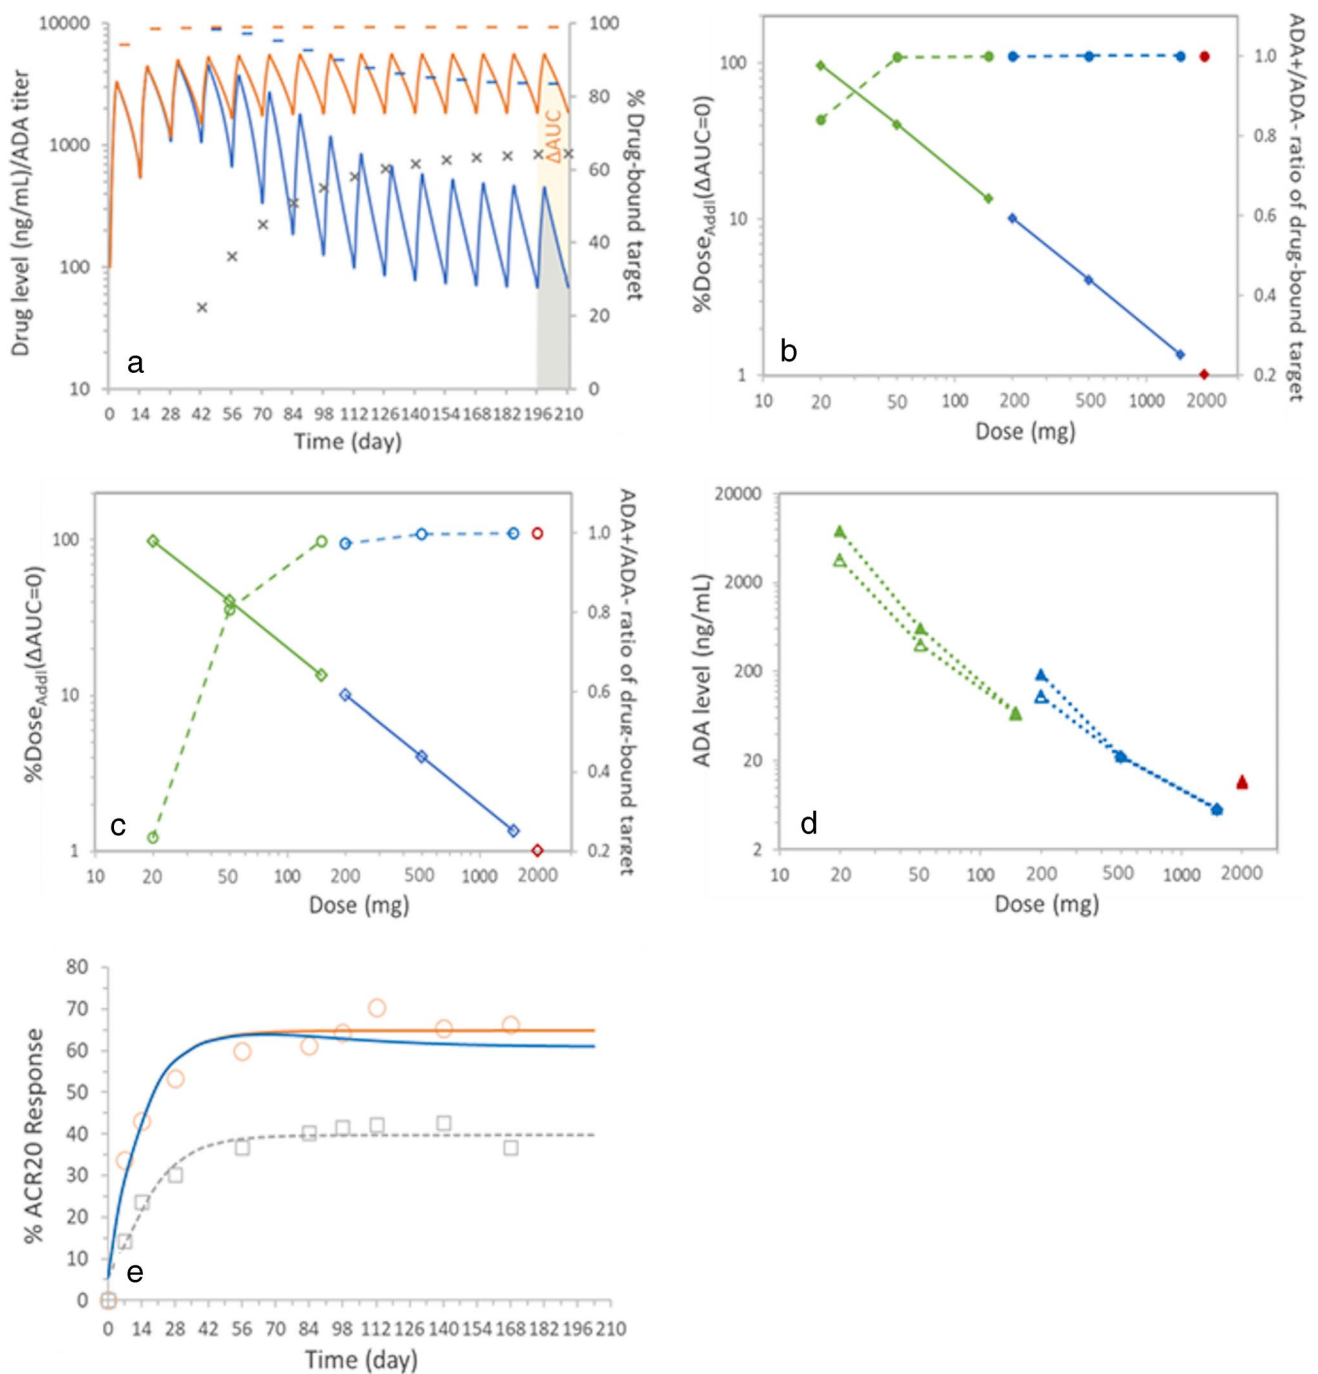 10000
1000
100
10
Drug level (ng/mL)/ADA titer
100
80
60
40
20
0
% Drug-bound target
ΔAUC
a
0 14 28 42 56 70 84 98 112 126 140 154 168 182 196 210
Time (day)
100
10
1
%Dose_Addl(ΔAUC=0)
1.0
0.8
0.6
0.4
0.2
ADA+/ADA- ratio of drug-bound target
b
10 20 50 100 200 500 1000 2000
Dose (mg)
100
10
1
%Dose_Addl(ΔAUC=0)
1.0
0.8
0.6
0.4
0.2
ADA+/ADA- ratio of drug-bound target
c
10 20 50 100 200 500 1000 2000
Dose (mg)
20000
2000
200
20
2
ADA level (ng/mL)
d
10 20 50 100 200 500 1000 2000
Dose (mg)
80
70
60
50
40
30
20
10
0
% ACR20 Response
e
0 14 28 42 56 70 84 98 112 126 140 154 168 182 196 210
Time (day)